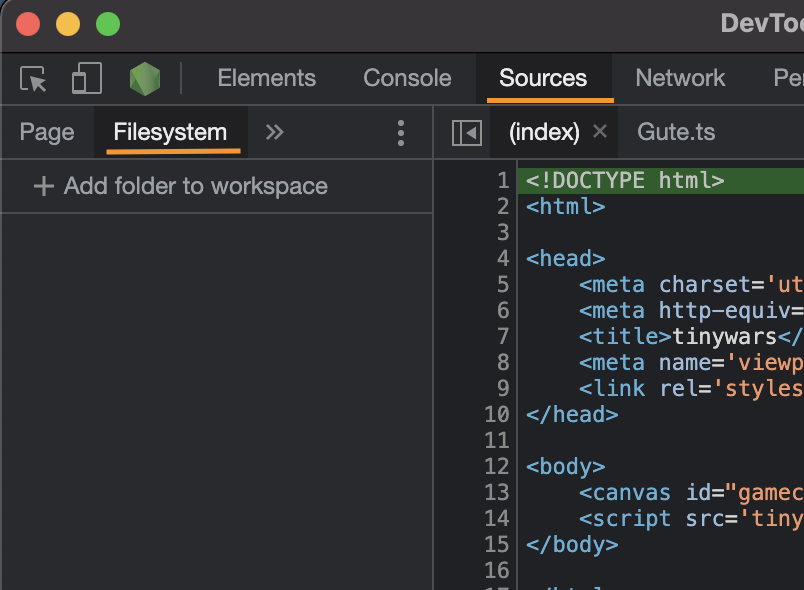 DevToo
Elements Console Sources Network Pe
Page Filesystem » (index) × Gute.ts
+ Add folder to workspace
1 <!DOCTYPE html>
2 <html>
3
4 <head>
5 <meta charset='ut
6 <meta http-equiv=
7 <title>tinywars</
8 <meta name='viewp
9 <link rel='styles
10 </head>
11
12 <body>
13 <canvas id="gamec
14 <script src='tiny
15 </body>
16